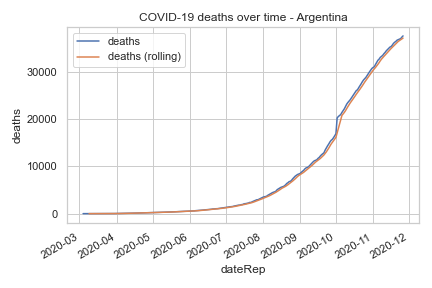 COVID-19 deaths over time - Argentina
deaths
deaths (rolling)
30000
20000
10000
0
deaths
2020-03
2020-04
2020-05
2020-06
2020-07
2020-08
2020-09
2020-10
2020-11
2020-12
dateRep